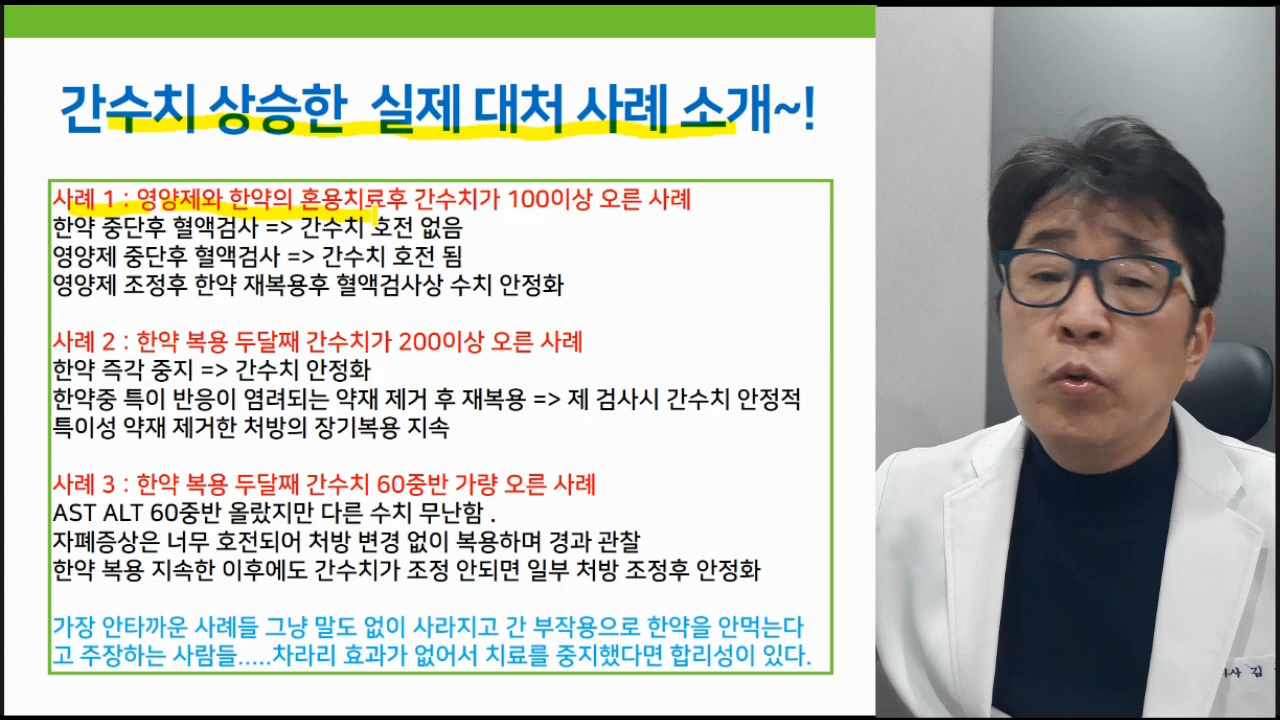 간수치 상승한 실제 대처 사례 소개~!
사례 1 : 영양제와 한약의 혼용치료후 간수치가 100이상 오른 사례
한약 중단후 혈액검사 => 간수치 호전 없음
영양제 중단후 혈액검사 => 간수치 호전 됨
영양제 조정후 한약 재복용후 혈액검사상 수치 안정화
사례 2 : 한약 복용 두달째 간수치가 200이상 오른 사례
한약 즉각 중지 => 간수치 안정화
한약중 특이 반응이 염려되는 약재 제거 후 재복용 => 제 검사시 간수치 안정적
특이성 약재 제거한 처방의 장기복용 지속
사례 3 : 한약 복용 두달째 간수치 60중반 가량 오른 사례
AST ALT 60중반 올랐지만 다른 수치 무난함 .
자폐증상은 너무 호전되어 처방 변경 없이 복용하며 경과 관찰
한약 복용 지속한 이후에도 간수치가 조정 안되면 일부 처방 조정후 안정화
가장 안타까운 사례들 그냥 말도 없이 사라지고 간 부작용으로 한약을 안먹는다
고 주장하는 사람들.....차라리 효과가 없어서 치료를 중지했다면 합리성이 있다.
김